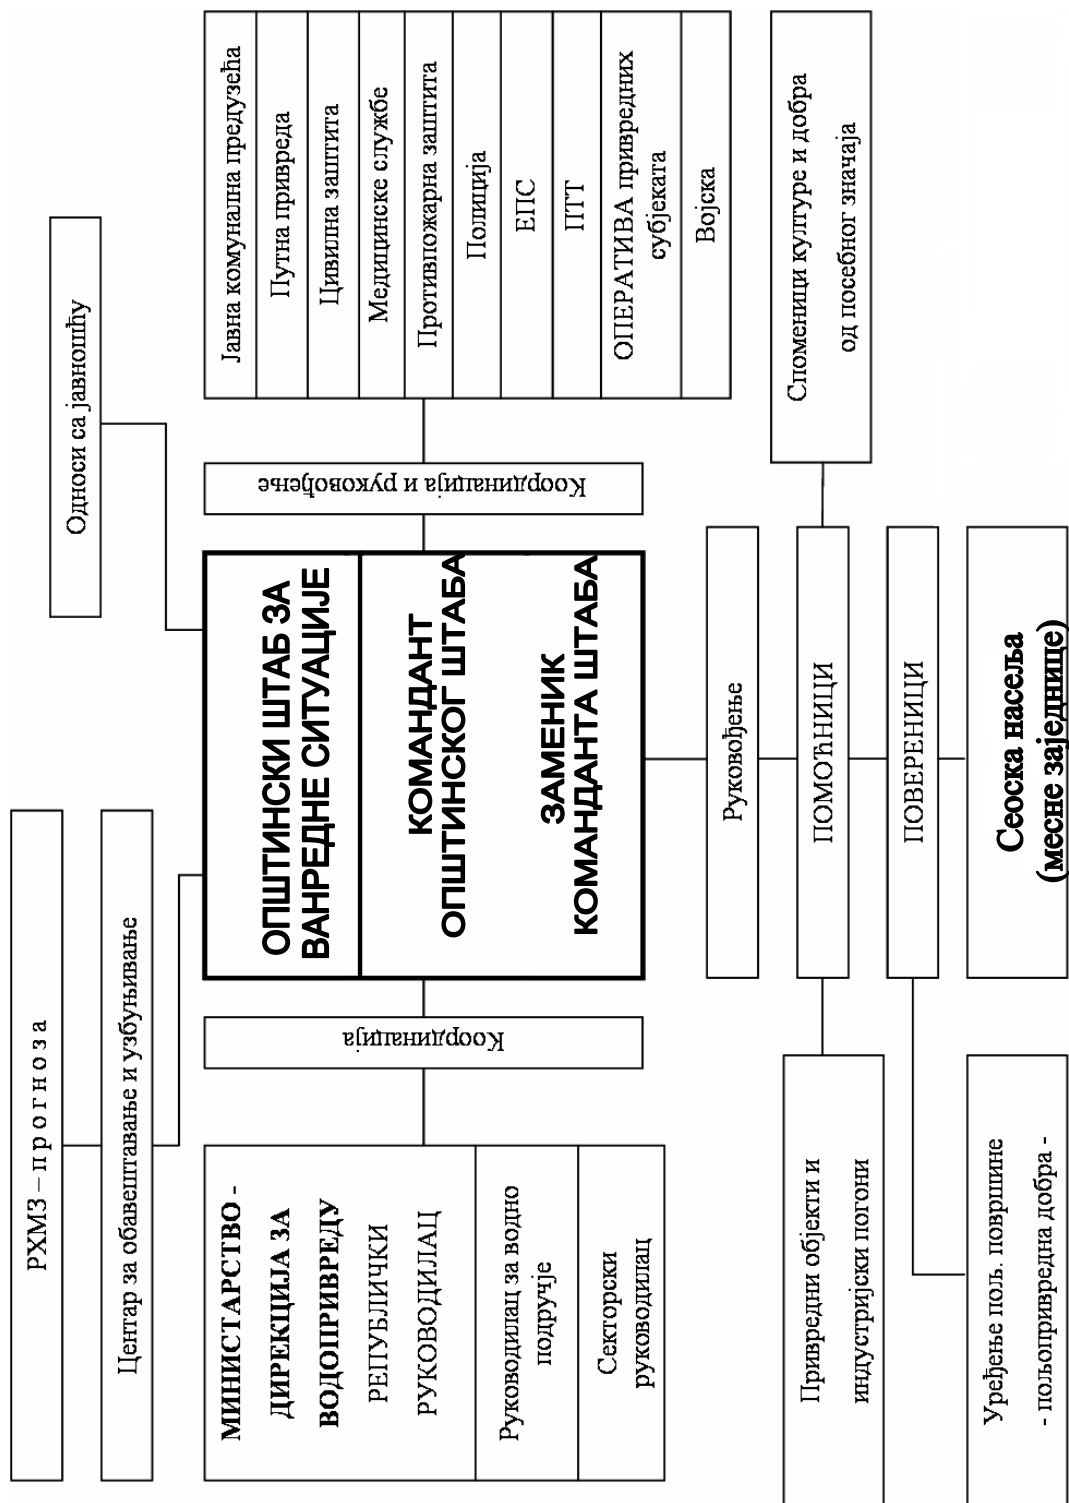 РХМЗ – п р о г н о з а
Центар за обавештавање и узбуњивање
Односи са јавношћу
МИНИСТАРСТВО -
ДИРЕКЦИЈА ЗА
ВОДОПРИВРЕДУ
РЕПУБЛИЧКИ
РУКОВОДИЛАЦ
Руководилац за водно
подручје
Секторски
руководилац
Координација
ОПШТИНСКИ ШТАБ ЗА
ВАНРЕДНЕ СИТУАЦИЈЕ
КОМАНДАНТ
ОПШТИНСКОГ ШТАБА
ЗАМЕНИК
КОМАНДАНТА ШТАБА
Координација и руковођење
Јавна комунална предузећа
Путна привреда
Цивилна заштита
Медицинске службе
Противпожарна заштита
Полиција
ЕПС
ПТТ
ОПЕРАТИВА привредних
субјеката
Војска
Руковођење
Привредни објекти и
индустријски погони
ПОМОЋНИЦИ
Споменици културе и добра
од посебног значаја
ПОВЕРЕНИЦИ
Уређење пољ. површине
- пољопривредна добра -
Сеоска насеља
(месне заједнице)